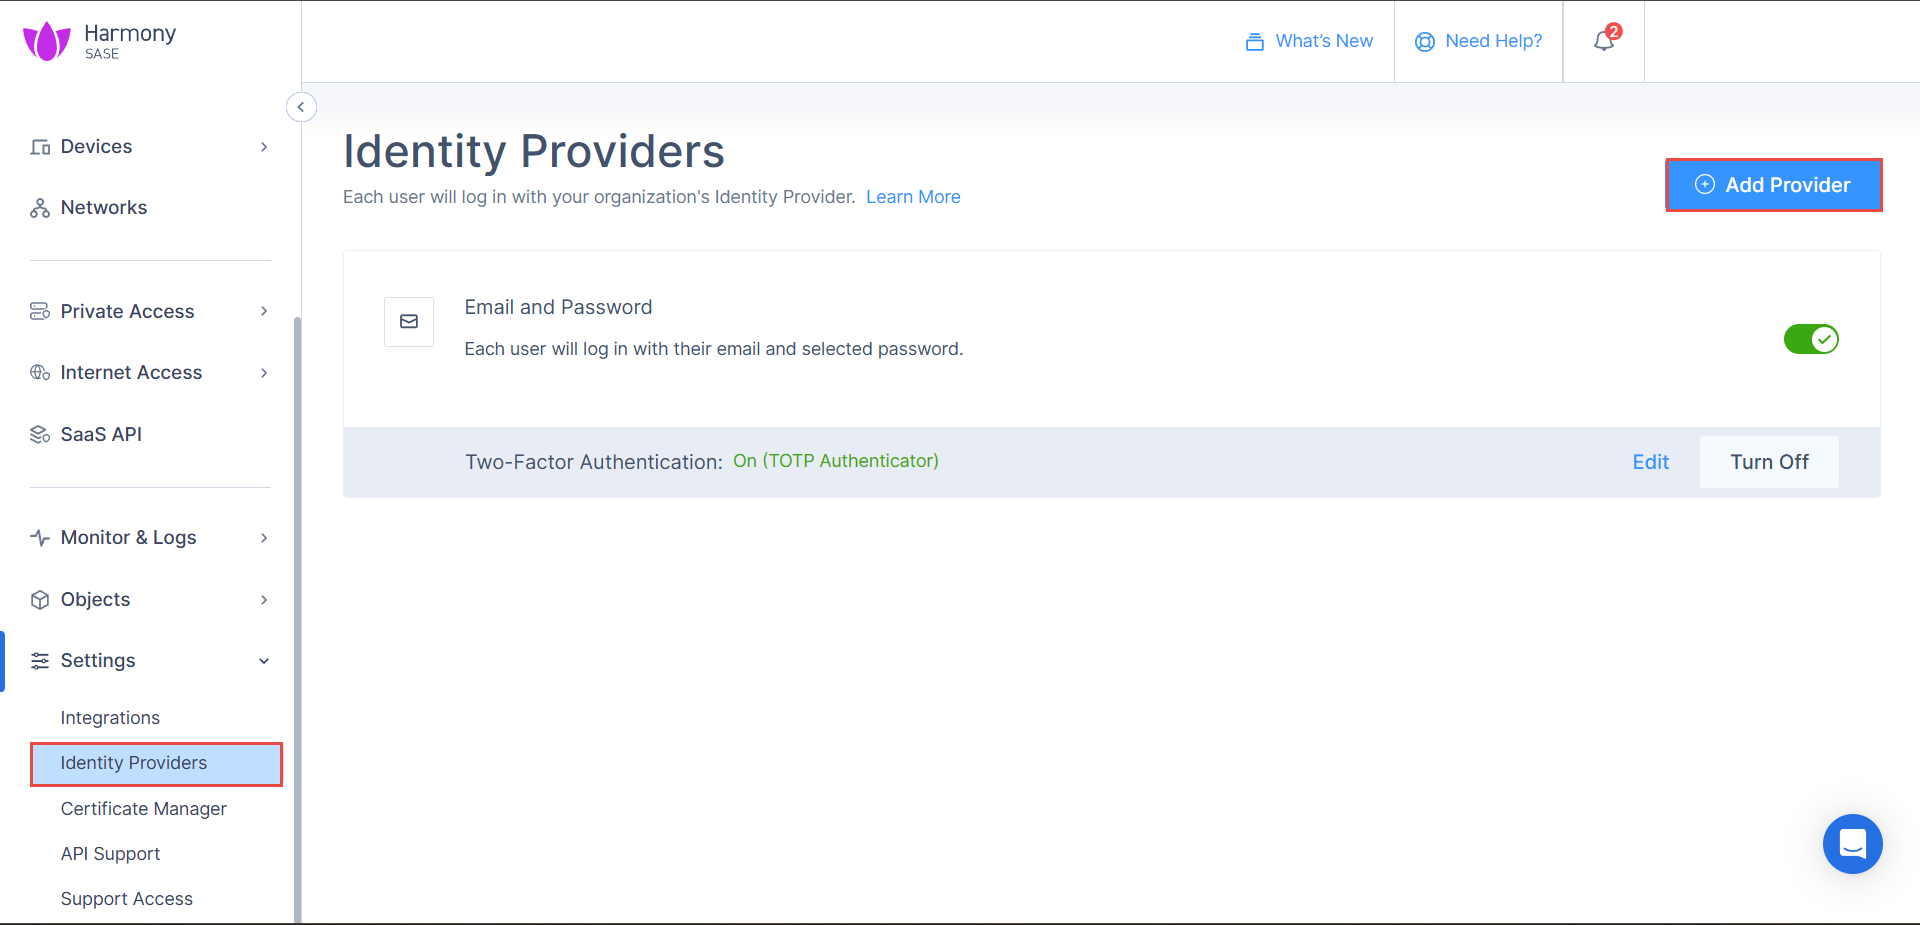 Harmony
SASE
What's New
Need Help?
2
Devices
Networks
Private Access
Internet Access
SaaS API
Monitor & Logs
Objects
Settings
Integrations
Identity Providers
Certificate Manager
API Support
Support Access
Identity Providers
Each user will log in with your organization's Identity Provider. Learn More
Add Provider
Email and Password
Each user will log in with their email and selected password.
Two-Factor Authentication: On (TOTP Authenticator)
Edit
Turn Off